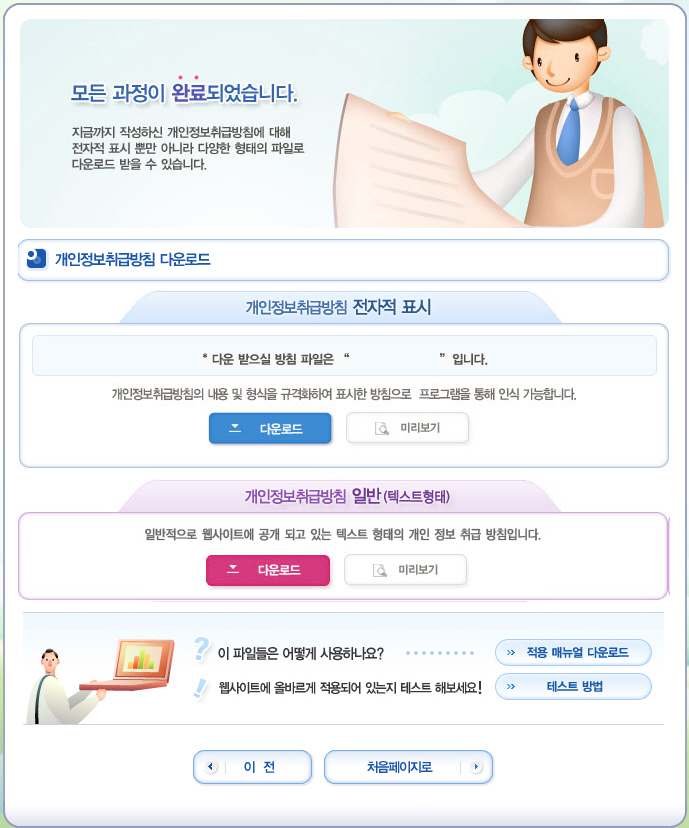 모든 과정이 완료되었습니다.
지금까지 작성하신 개인정보취급방침에 대해
전자적 표시 뿐만 아니라 다양한 형태의 파일로
다운로드 받을 수 있습니다.
개인정보취급방침 다운로드
개인정보취급방침 전자적 표시
* 다운 받으실 방침 파일은 “ ” 입니다.
개인정보취급방침의 내용 및 형식을 규격화하여 표시한 방침으로 프로그램을 통해 인식 가능합니다.
다운로드 미리보기
개인정보취급방침 일반 (텍스트형태)
일반적으로 웹사이트에 공개 되고 있는 텍스트 형태의 개인 정보 취급 방침입니다.
다운로드 미리보기
? 이 파일들은 어떻게 사용하나요? 적용 매뉴얼 다운로드
! 웹사이트에 올바르게 적용되어 있는지 테스트 해보세요! 테스트 방법
이 전 처음페이지로